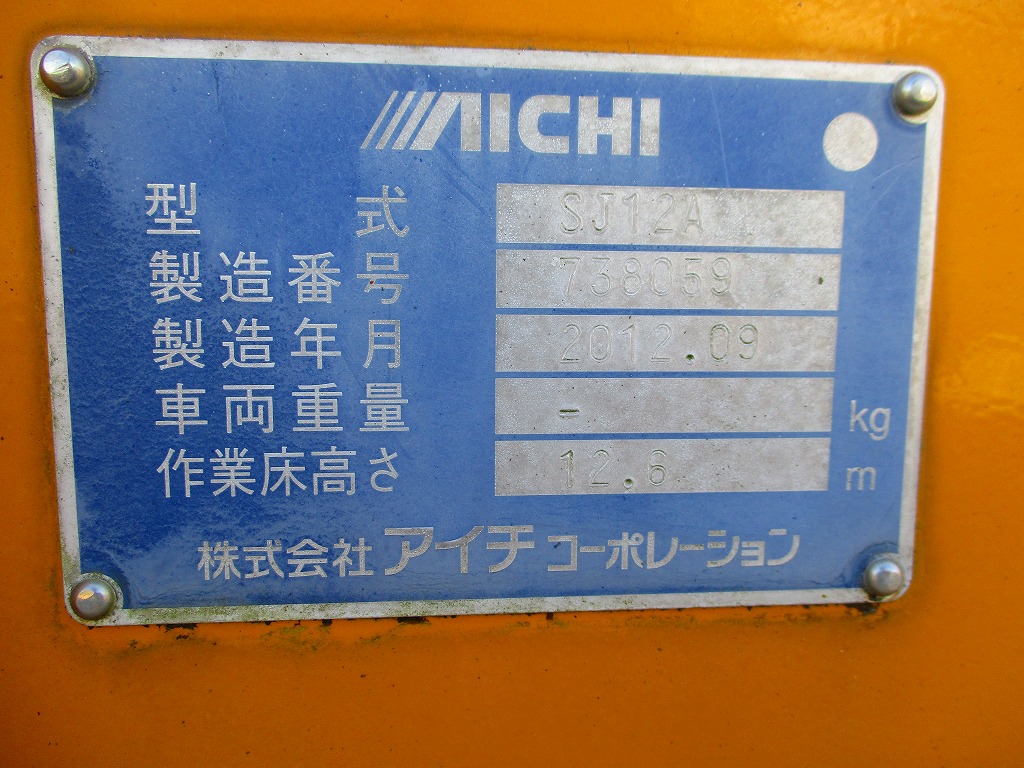 AICHI
型式 SJ12A
製造番号 738059
製造年月 2012.09
車両重量 - kg
作業床高さ 12.6 m
株式会社アイチコーポレーション